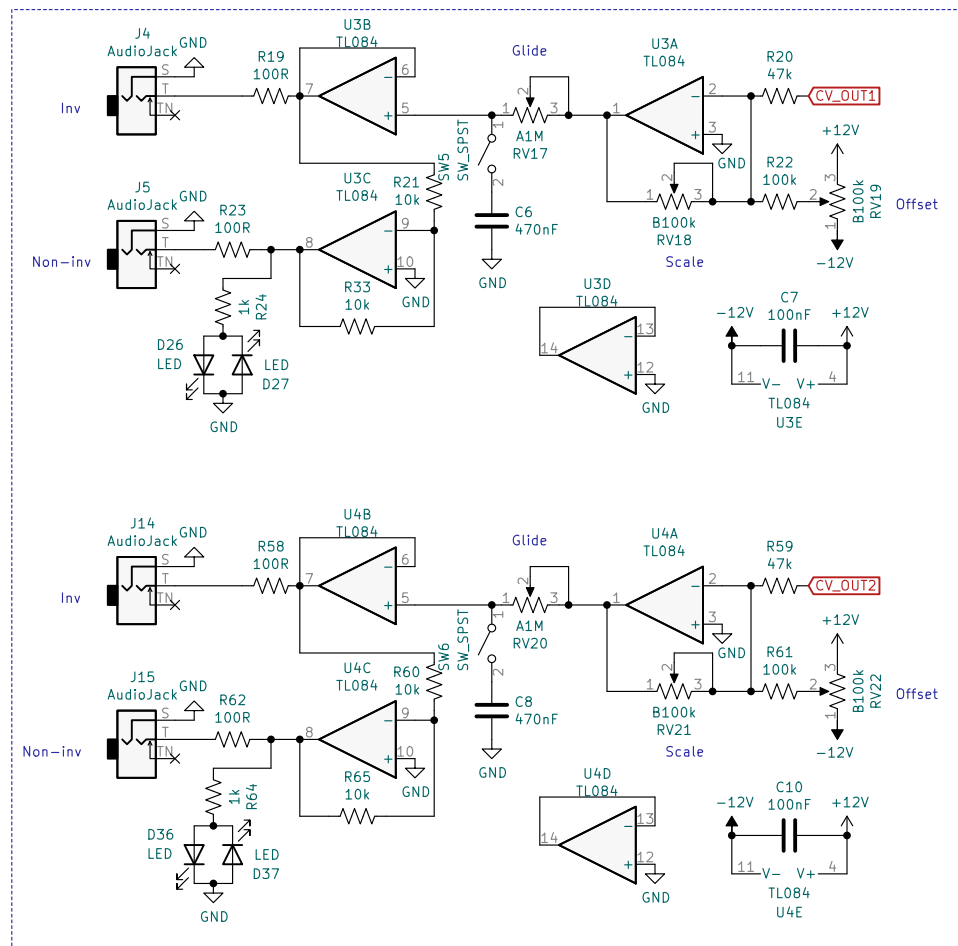 J4
AudioJack
GND
S
T
TN
Inv
R19
100R
U3B
TL084
7
6
5
Glide
1
2
3
A1M
RV17
U3A
TL084
1
2
3
GND
R20
47k
CV_OUT1
+12V
R22
100k
2
3
1
B100k
RV19
Offset
-12V
1
2
3
B100k
RV18
Scale
SW5
SW_SPST
1
2
C6
470nF
GND
J5
AudioJack
GND
S
T
TN
Non-inv
R23
100R
U3C
TL084
8
9
10
GND
R21
10k
R33
10k
1k
R24
D26
LED
LED
D27
GND
U3D
TL084
14
13
12
GND
C7
100nF
-12V
+12V
11
V-
V+
4
TL084
U3E
J14
AudioJack
GND
S
T
TN
Inv
R58
100R
U4B
TL084
7
6
5
Glide
1
2
3
A1M
RV20
U4A
TL084
1
2
3
GND
R59
47k
CV_OUT2
+12V
R61
100k
2
3
1
B100k
RV22
Offset
-12V
1
2
3
B100k
RV21
Scale
SW6
SW_SPST
1
2
C8
470nF
GND
J15
AudioJack
GND
S
T
TN
Non-inv
R62
100R
U4C
TL084
8
9
10
GND
R60
10k
R65
10k
1k
R64
D36
LED
LED
D37
GND
U4D
TL084
14
13
12
GND
C10
100nF
-12V
+12V
11
V-
V+
4
TL084
U4E